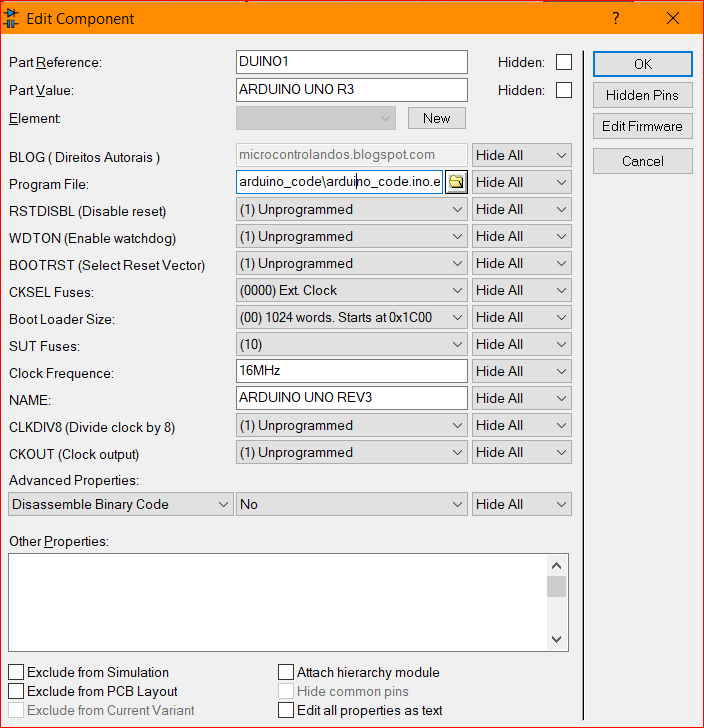 Edit Component
Part Reference: DUINO1 Hidden: OK
Part Value: ARDUINO UNO R3 Hidden: Hidden Pins
Element: New Edit Firmware
BLOG ( Direitos Autorais ) microcontrolandos.blogspot.com Hide All Cancel
Program File: arduino_code\arduino_code.ino.e Hide All
RSTDISBL (Disable reset) (1) Unprogrammed Hide All
WDTON (Enable watchdog) (1) Unprogrammed Hide All
BOOTRST (Select Reset Vector) (1) Unprogrammed Hide All
CKSEL Fuses: (0000) Ext. Clock Hide All
Boot Loader Size: (00) 1024 words. Starts at 0x1C00 Hide All
SUT Fuses: (10) Hide All
Clock Frequence: 16MHz Hide All
NAME: ARDUINO UNO REV3 Hide All
CLKDIV8 (Divide clock by 8) (1) Unprogrammed Hide All
CKOUT (Clock output) (1) Unprogrammed Hide All
Advanced Properties:
Disassemble Binary Code No Hide All
Other Properties:
Exclude from Simulation Attach hierarchy module
Exclude from PCB Layout Hide common pins
Exclude from Current Variant Edit all properties as text